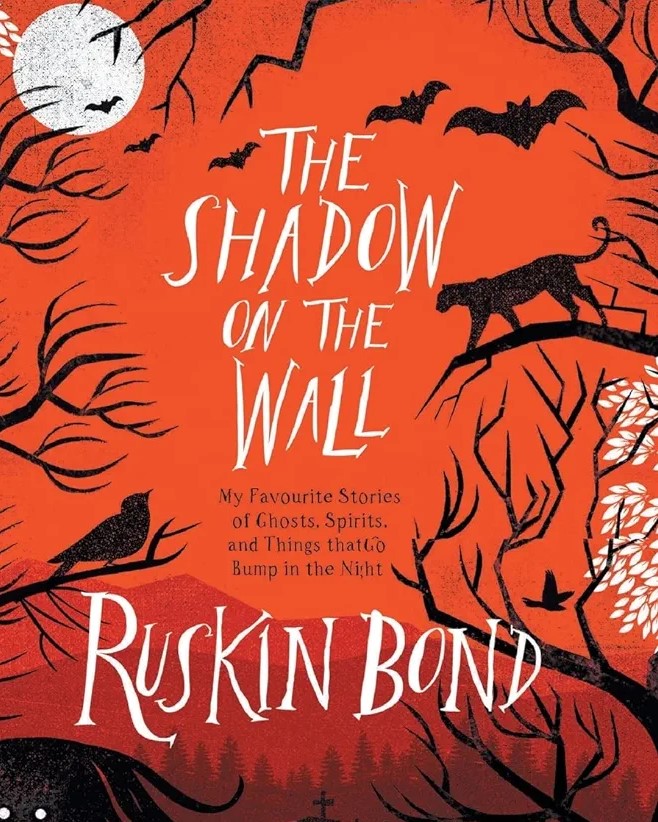 THE
SHADOW
ON THE
WALL
My Favourite Stories
of Ghosts, Spirits,
and Things that Go
Bump in the Night
RUSKIN BOND